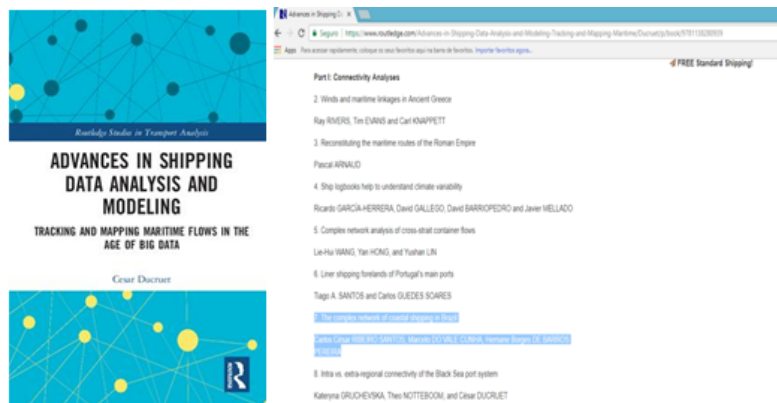 Routledge Studies in Transport Analysis
ADVANCES IN SHIPPING
DATA ANALYSIS AND
MODELING
TRACKING AND MAPPING MARITIME FLOWS IN THE
AGE OF BIG DATA
Cesar Ducruet
R
Advances in Shipping D
Seguro
https://www.routledge.com/Advances-in-Shipping-Data-Analysis-and-Modeling-Tracking-and-Mapping-Maritime/Ducruet/p/book/9781138280939
Apps Para acessar rapidamente, coloque os seus favoritos aqui na barra de favoritos. Importar favoritos agora...
FREE Standard Shipping!
Part I: Connectivity Analyses
2. Winds and maritime linkages in Ancient Greece
Ray RIVERS, Tim EVANS and Carl KNAPPETT
3. Reconstituting the maritime routes of the Roman Empire
Pascal ARNAUD
4. Ship logbooks help to understand climate variability
Ricardo GARCÍA-HERRERA, David GALLEGO, David BARRIOPEDRO and Javier MELLADO
5. Complex network analysis of cross-strait container flows
Lie-Hui WANG, Yan HONG, and Yushan LIN
6. Liner shipping forelands of Portugal's main ports
Tiago A. SANTOS and Carlos GUEDES SOARES
7. The complex network of coastal shipping in Brazil
Carlos César RIBEIRO SANTOS, Marcelo DO VALE CUNHA, Hernane Borges DE BARROS
PEREIRA
8. Intra vs. extra-regional connectivity of the Black Sea port system
Kateryna GRUCHEVSKA, Theo NOTTEBOOM, and César DUCRUET